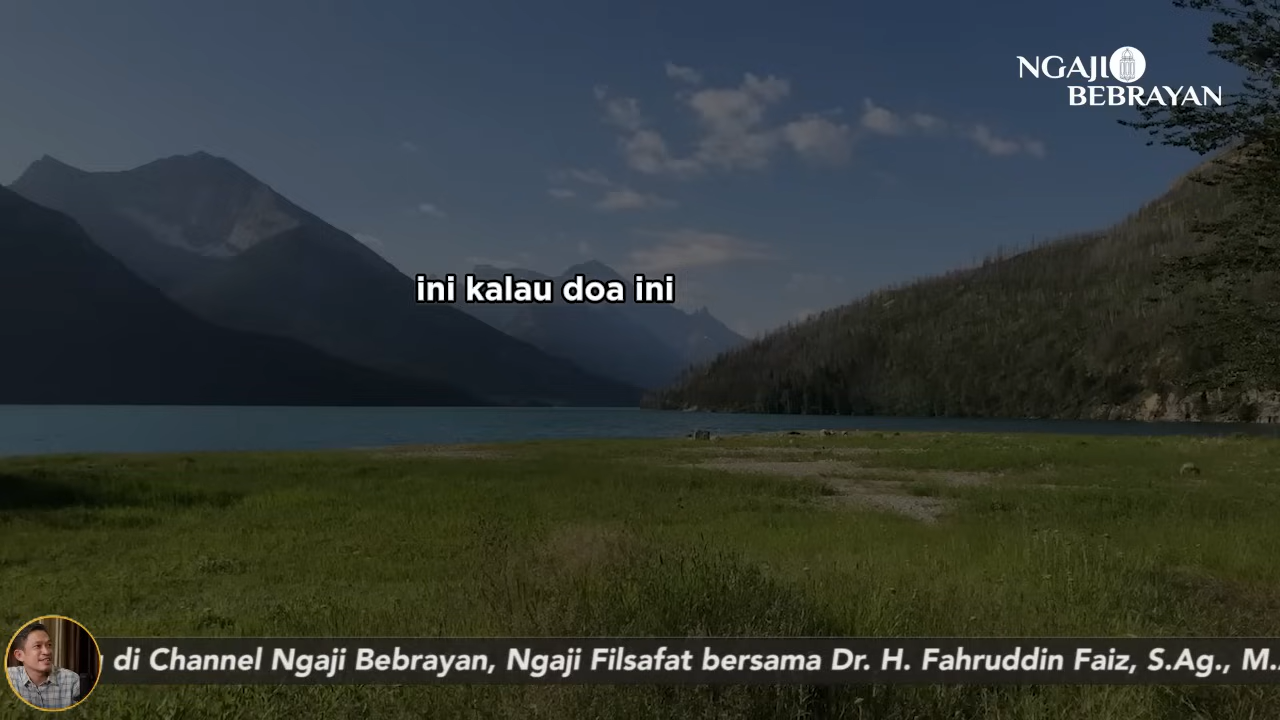 NGAJI
BEBRAYAN
ini kalau doa ini
di Channel Ngaji Bebrayan, Ngaji Filsafat bersama Dr. H. Fahruddin Faiz, S.Ag., M.